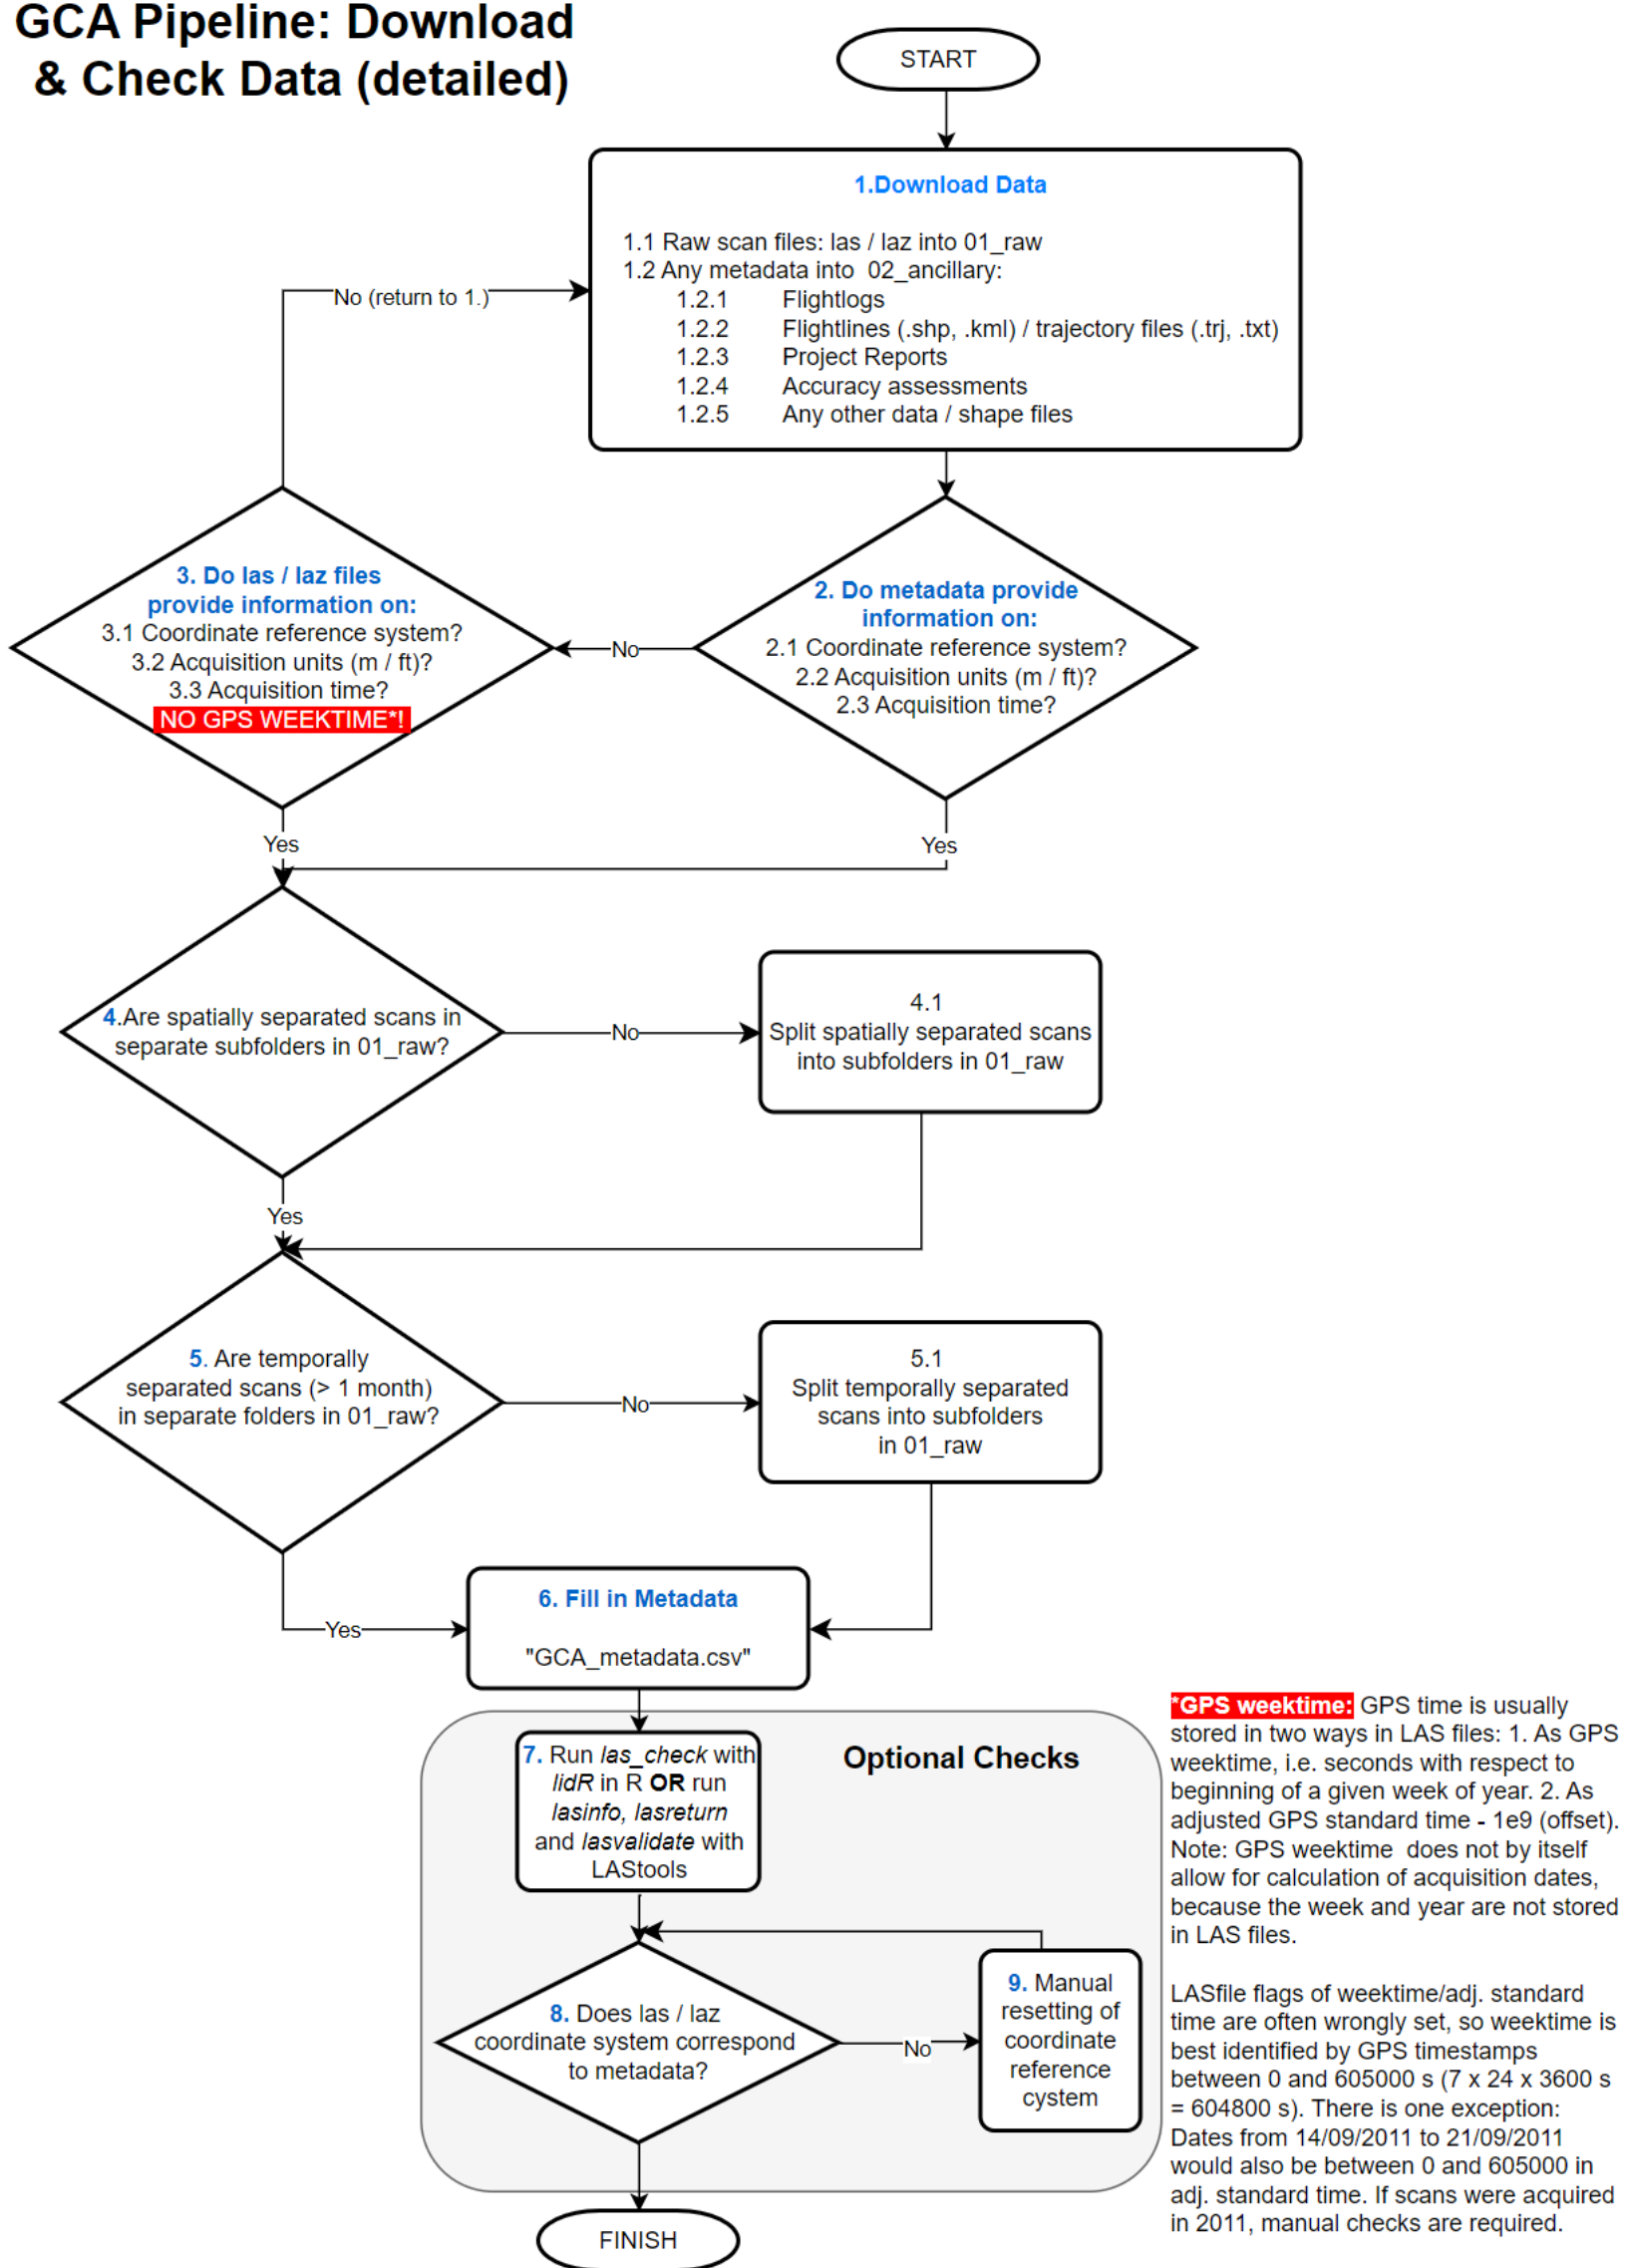 GCA Pipeline: Download
& Check Data (detailed)
START
1.Download Data
1.1 Raw scan files: las / laz into 01_raw
1.2 Any metadata into 02_ancillary:
1.2.1 Flightlogs
1.2.2 Flightlines (.shp, .kml) / trajectory files (.trj, .txt)
1.2.3 Project Reports
1.2.4 Accuracy assessments
1.2.5 Any other data / shape files
No (return to 1.)
3. Do las / laz files
provide information on:
3.1 Coordinate reference system?
3.2 Acquisition units (m / ft)?
3.3 Acquisition time?
NO GPS WEEKTIME*!
No
2. Do metadata provide
information on:
2.1 Coordinate reference system?
2.2 Acquisition units (m / ft)?
2.3 Acquisition time?
Yes
Yes
4.Are spatially separated scans in
separate subfolders in 01_raw?
No
4.1
Split spatially separated scans
into subfolders in 01_raw
Yes
5. Are temporally
separated scans (> 1 month)
in separate folders in 01_raw?
No
5.1
Split temporally separated
scans into subfolders
in 01_raw
Yes
6. Fill in Metadata
"GCA_metadata.csv"
Optional Checks
7. Run las_check with
lidR in R OR run
lasinfo, lasreturn
and lasvalidate with
LAStools
8. Does las / laz
coordinate system correspond
to metadata?
No
9. Manual
resetting of
coordinate
reference
cystem
FINISH
*GPS weektime: GPS time is usually
stored in two ways in LAS files: 1. As GPS
weektime, i.e. seconds with respect to
beginning of a given week of year. 2. As
adjusted GPS standard time - 1e9 (offset).
Note: GPS weektime does not by itself
allow for calculation of acquisition dates,
because the week and year are not stored
in LAS files.
LASfile flags of weektime/adj. standard
time are often wrongly set, so weektime is
best identified by GPS timestamps
between 0 and 605000 s (7 x 24 x 3600 s
= 604800 s). There is one exception:
Dates from 14/09/2011 to 21/09/2011
would also be between 0 and 605000 in
adj. standard time. If scans were acquired
in 2011, manual checks are required.